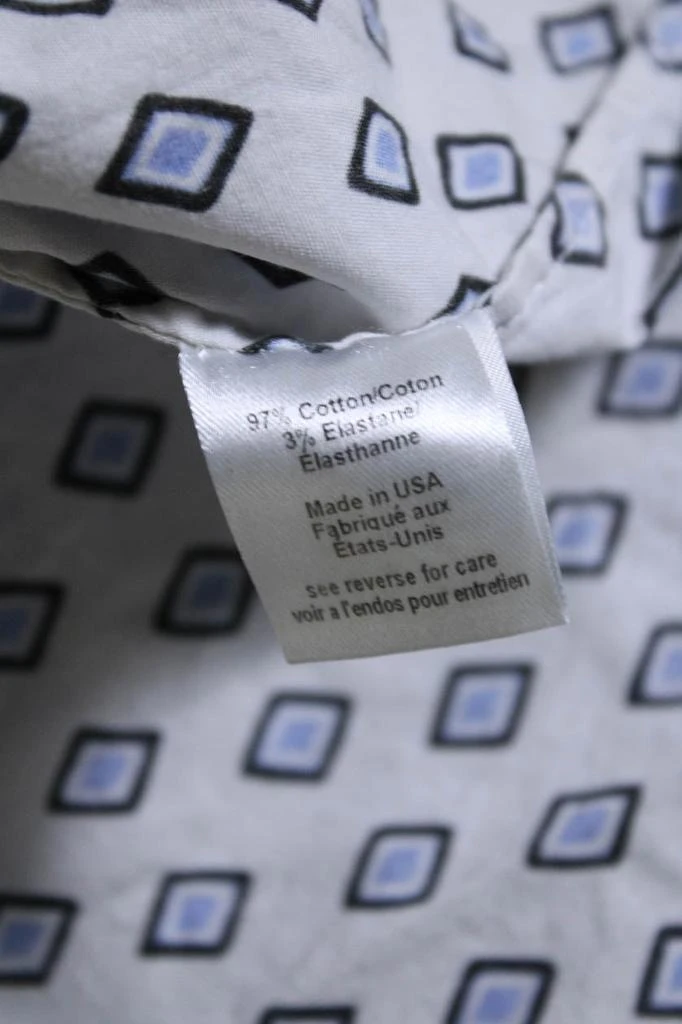 97% Cotton/Coton
3% Elastane/
Élasthanne
Made in USA
Fabriqué aux
États-Unis
see reverse for care
voir a l'endos pour entretien